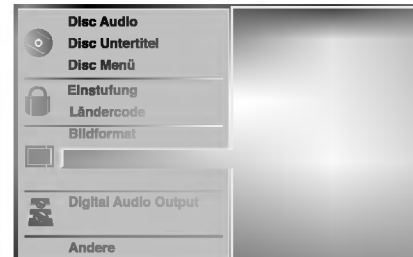 Disc Audio
Disc Untertitel
Disc Menü
Einstufung
Ländercode
Bildformat
Digital Audio Output
Andere